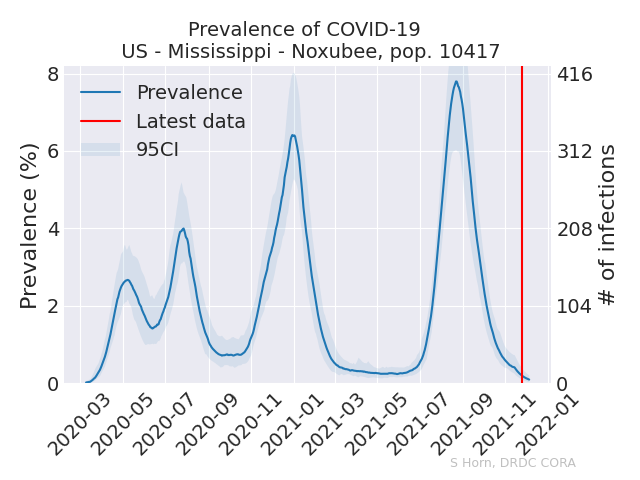 Prevalence of COVID-19
US - Mississippi - Noxubee, pop. 10417
Prevalence
Latest data
95CI
Prevalence (%)
8
6
4
2
0
# of infections
416
312
208
104
0
2020-03
2020-05
2020-07
2020-09
2020-11
2021-01
2021-03
2021-05
2021-07
2021-09
2021-11
2022-01
S Horn, DRDC CORA